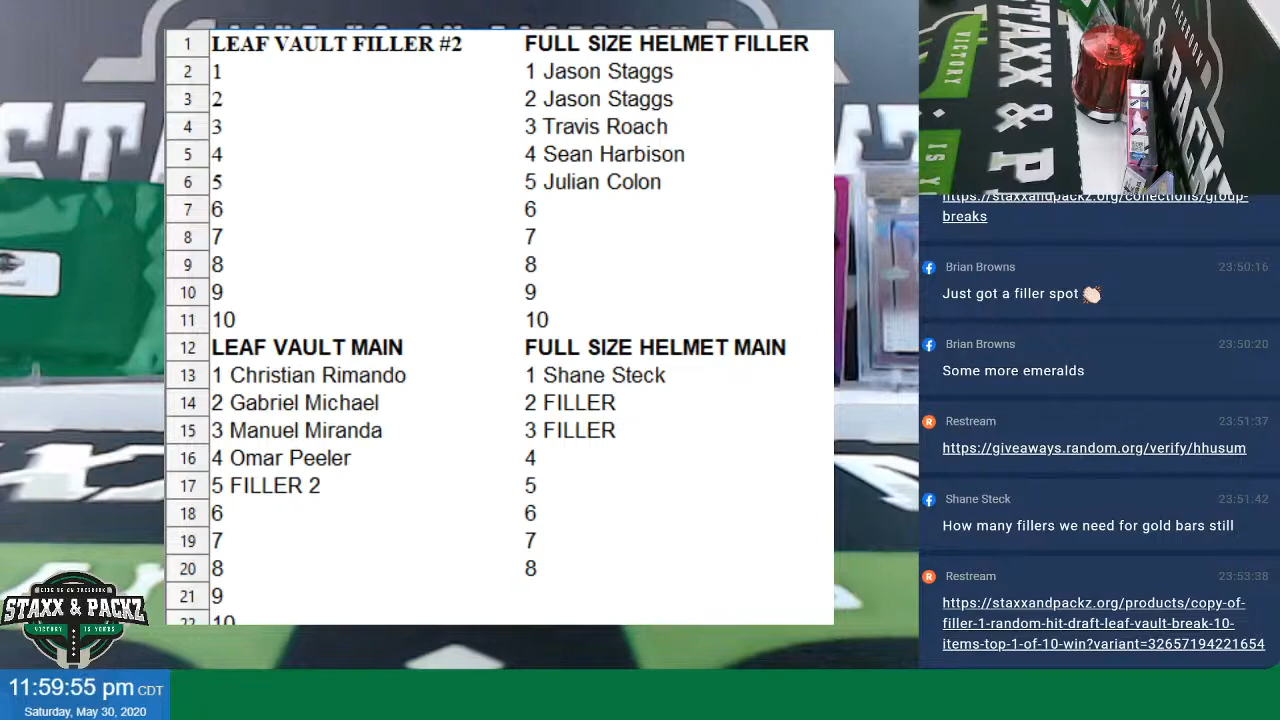 1 LEAF VAULT FILLER #2 FULL SIZE HELMET FILLER
2 1 1 Jason Staggs
3 2 2 Jason Staggs
4 3 3 Travis Roach
5 4 4 Sean Harbison
6 5 5 Julian Colon
7 6 6
8 7 7
9 8 8
10 9 9
11 10 10
12 LEAF VAULT MAIN FULL SIZE HELMET MAIN
13 1 Christian Rimando 1 Shane Steck
14 2 Gabriel Michael 2 FILLER
15 3 Manuel Miranda 3 FILLER
16 4 Omar Peeler 4
17 5 FILLER 2 5
18 6 6
19 7 7
20 8 8
21 9
22 10
STAXX & PACKZ
VICTORY IS YOURS
11:59:55 pm CDT
Saturday, May 30, 2020
VICTORY
STAXX & P
IS Y
& PACKZ
https://staxxandpackz.org/collections/group-
breaks
Brian Browns 23:50:16
Just got a filler spot 👏🏻
Brian Browns 23:50:20
Some more emeralds
Restream 23:51:37
https://giveaways.random.org/verify/hhusum
Shane Steck 23:51:42
How many fillers we need for gold bars still
Restream 23:53:38
https://staxxandpackz.org/products/copy-of-
filler-1-random-hit-draft-leaf-vault-break-10-
items-top-1-of-10-win?variant=32657194221654